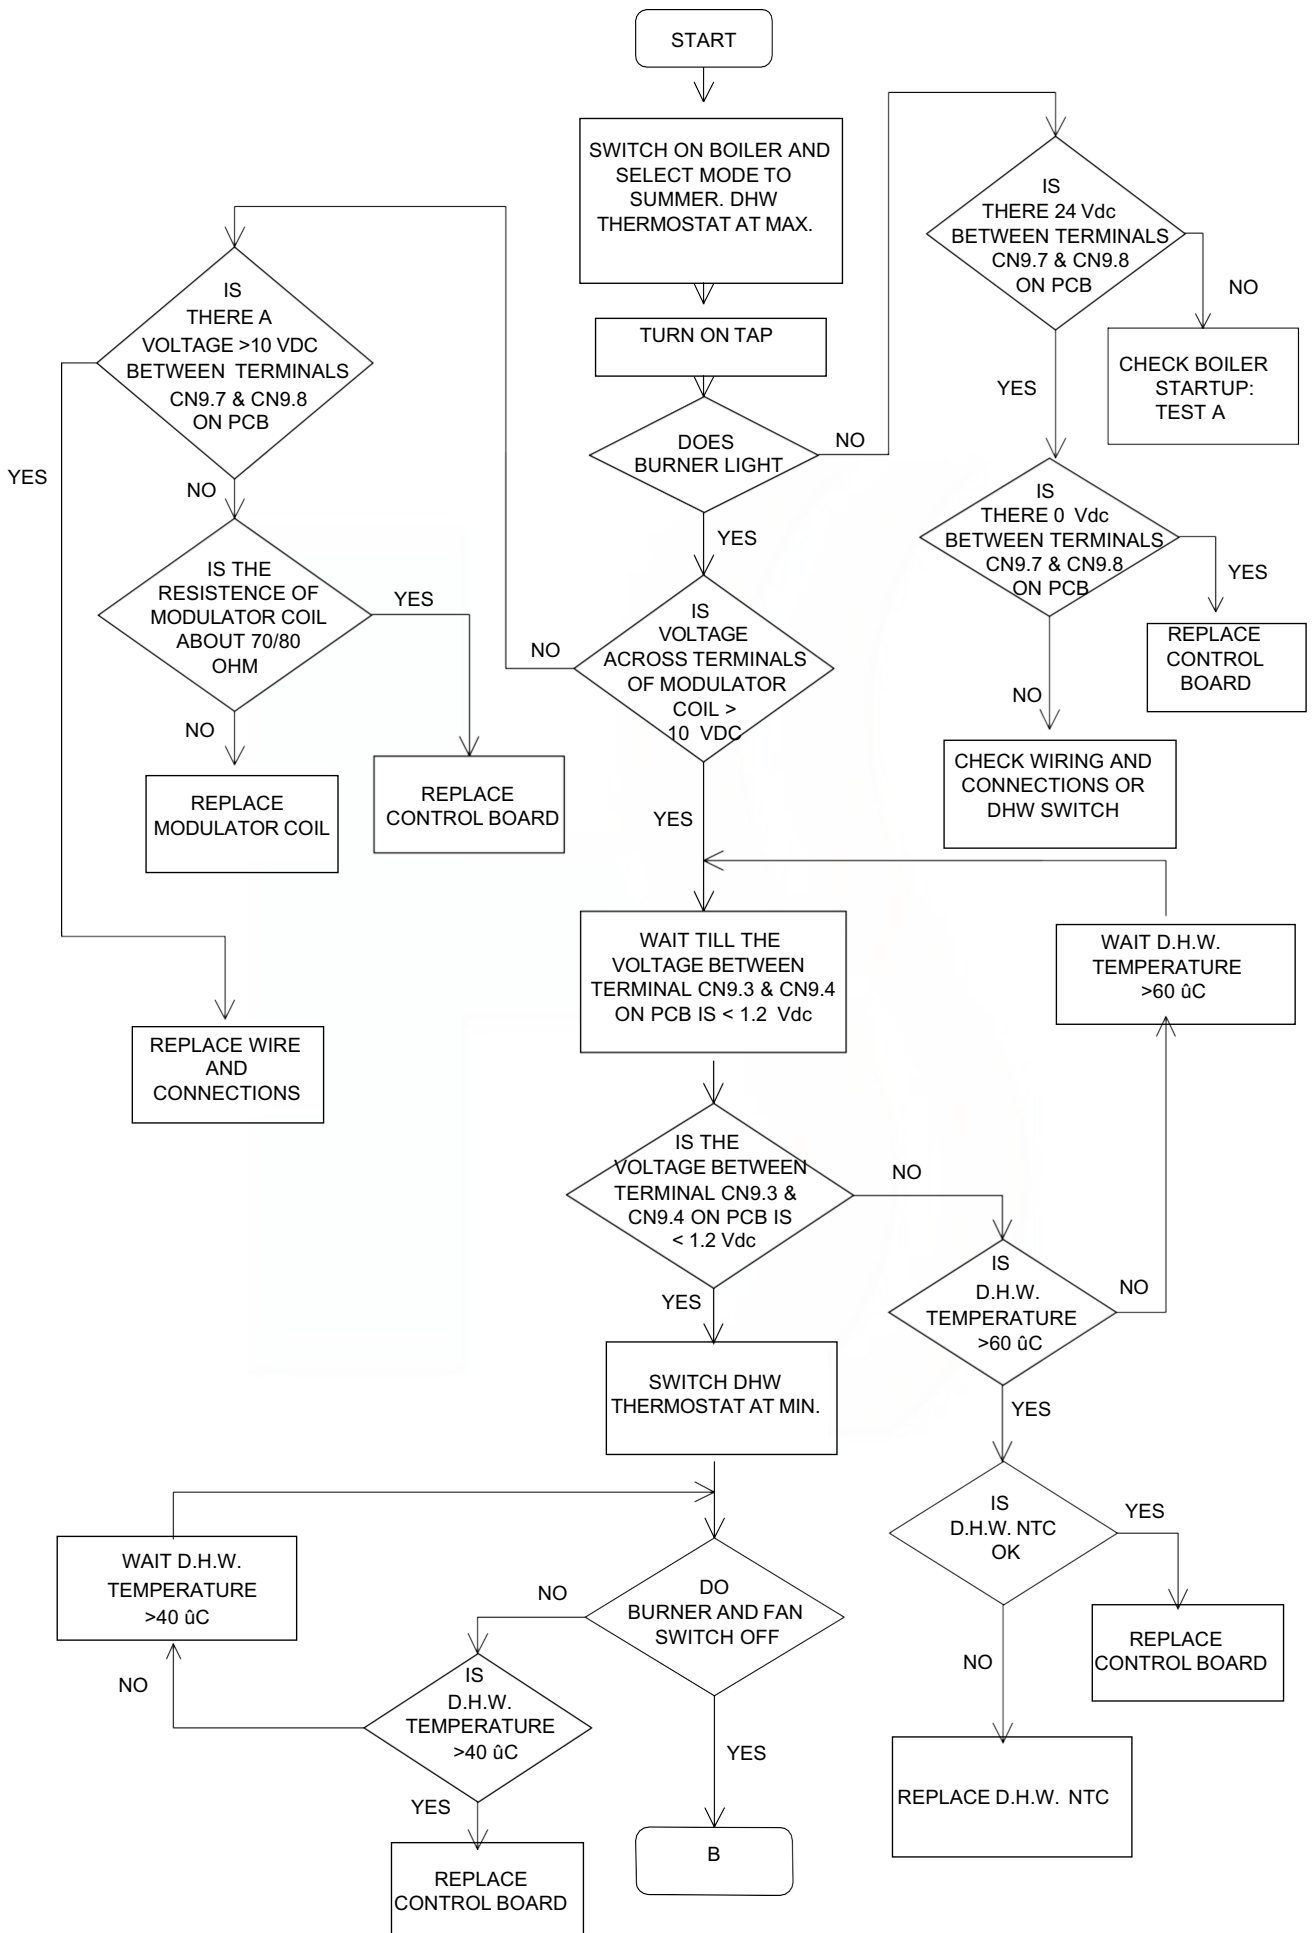 START
SWITCH ON BOILER AND
SELECT MODE TO
SUMMER. DHW
THERMOSTAT AT MAX.
TURN ON TAP
DOES
BURNER LIGHT
NO
YES
IS
THERE 24 Vdc
BETWEEN TERMINALS
CN9.7 & CN9.8
ON PCB
NO
YES
CHECK BOILER
STARTUP:
TEST A
IS
THERE 0 Vdc
BETWEEN TERMINALS
CN9.7 & CN9.8
ON PCB
YES
NO
REPLACE
CONTROL
BOARD
CHECK WIRING AND
CONNECTIONS OR
DHW SWITCH
IS
VOLTAGE
ACROSS TERMINALS
OF MODULATOR
COIL >
10 VDC
NO
YES
IS
THERE A
VOLTAGE >10 VDC
BETWEEN TERMINALS
CN9.7 & CN9.8
ON PCB
YES
NO
IS THE
RESISTENCE OF
MODULATOR COIL
ABOUT 70/80
OHM
YES
NO
REPLACE
MODULATOR COIL
REPLACE
CONTROL BOARD
REPLACE WIRE
AND
CONNECTIONS
WAIT TILL THE
VOLTAGE BETWEEN
TERMINAL CN9.3 & CN9.4
ON PCB IS < 1.2 Vdc
WAIT D.H.W.
TEMPERATURE
>60 ûC
IS THE
VOLTAGE BETWEEN
TERMINAL CN9.3 &
CN9.4 ON PCB IS
< 1.2 Vdc
NO
YES
IS
D.H.W.
TEMPERATURE
>60 ûC
NO
YES
SWITCH DHW
THERMOSTAT AT MIN.
IS
D.H.W. NTC
OK
YES
NO
REPLACE
CONTROL BOARD
REPLACE D.H.W. NTC
WAIT D.H.W.
TEMPERATURE
>40 ûC
DO
BURNER AND FAN
SWITCH OFF
NO
YES
IS
D.H.W.
TEMPERATURE
>40 ûC
NO
YES
REPLACE
CONTROL BOARD
B